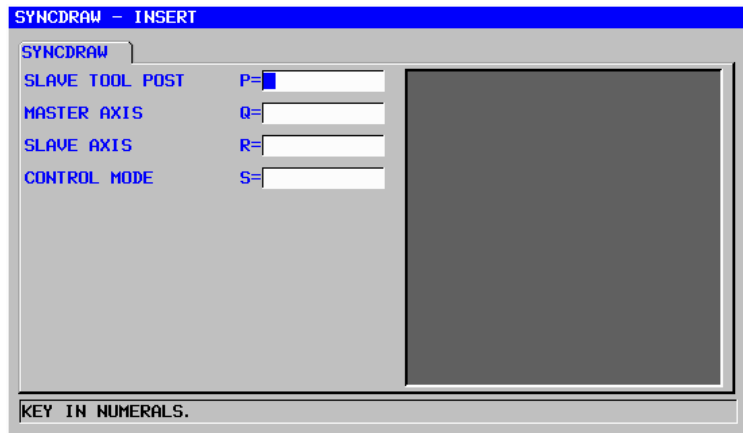 SYNCDRAW - INSERT
SYNCDRAW
SLAVE TOOL POST P=
MASTER AXIS Q=
SLAVE AXIS R=
CONTROL MODE S=
KEY IN NUMERALS.